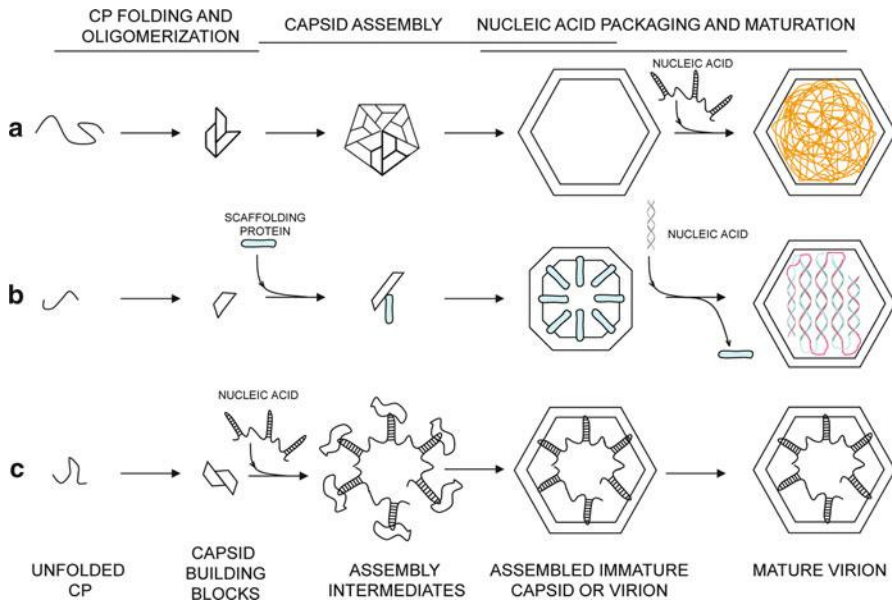 CP FOLDING AND
OLIGOMERIZATION
CAPSID ASSEMBLY
NUCLEIC ACID PACKAGING AND MATURATION
NUCLEIC ACID
a
SCAFFOLDING
PROTEIN
NUCLEIC ACID
b
NUCLEIC ACID
c
UNFOLDED
CP
CAPSID
BUILDING
BLOCKS
ASSEMBLY
INTERMEDIATES
ASSEMBLED IMMATURE
CAPSID OR VIRION
MATURE VIRION